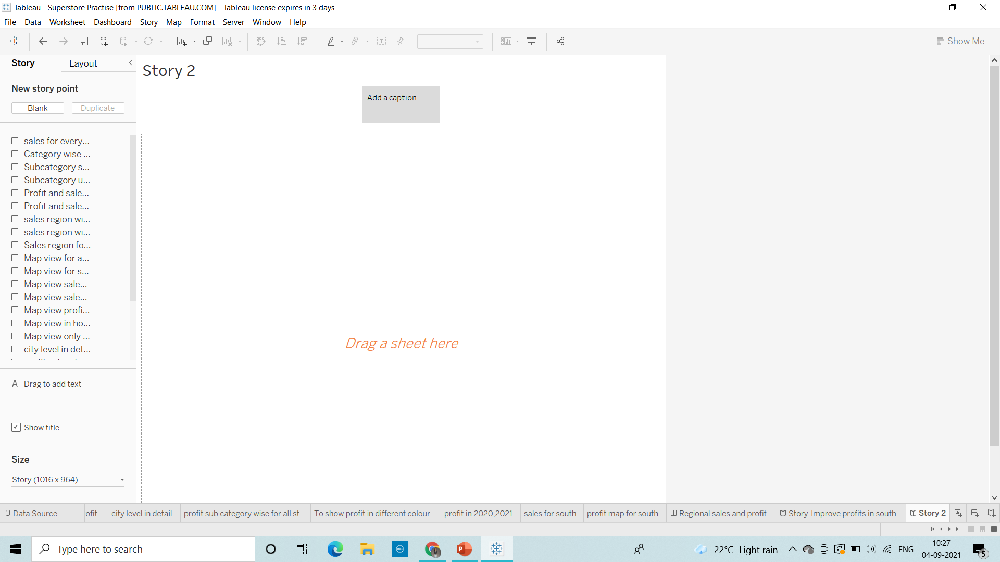 Tableau - Superstore Practise [from PUBLIC.TABLEAU.COM] - Tableau license expires in 3 days
File Data Worksheet Dashboard Story Map Format Server Window Help
Show Me
Story Layout
Story 2
New story point
Blank Duplicate
Add a caption
sales for every...
Category wise ...
Subcategory s...
Subcategory u...
Profit and sale...
Profit and sale...
sales region wi...
sales region wi...
Sales region fo...
Map view for a...
Map view for s...
Map view sale...
Map view sale...
Map view profi...
Map view in ho...
Map view only ...
city level in det...
Drag a sheet here
A Drag to add text
Show title
Size
Story (1016 x 964)
Data Source ofit city level in detail profit sub category wise for all st... To show profit in different colour profit in 2020,2021 sales for south profit map for south Regional sales and profit Story-Improve profits in south Story 2
Type here to search
DELL
P
22°C Light rain
ENG
10:27
04-09-2021
5